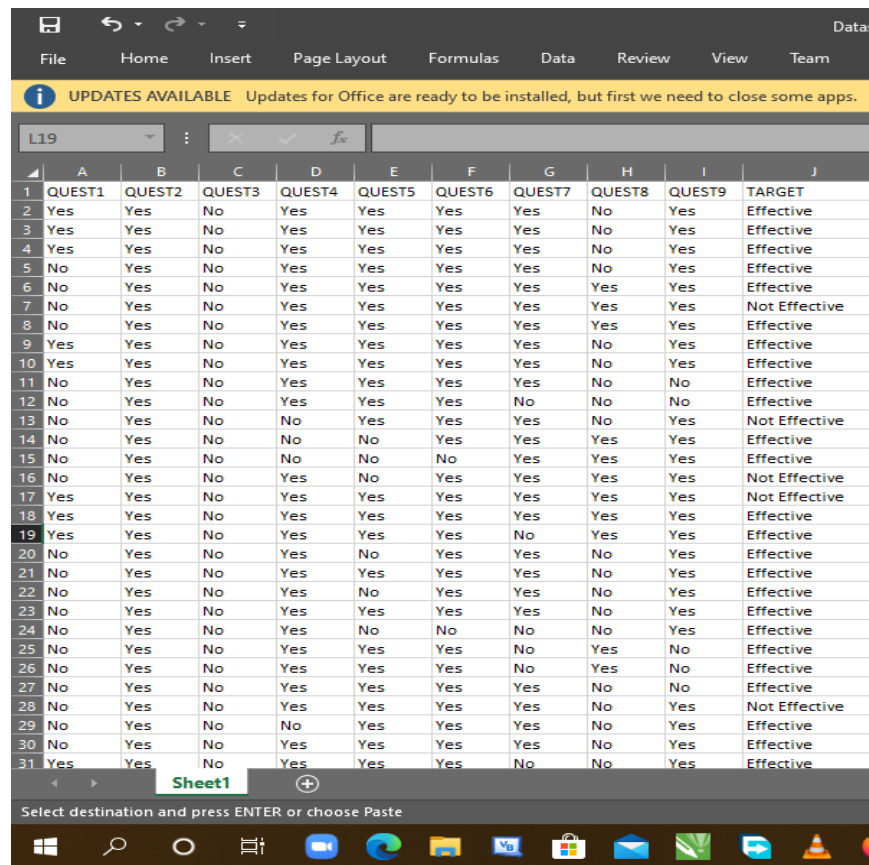 Datas
File Home Insert Page Layout Formulas Data Review View Team
UPDATES AVAILABLE Updates for Office are ready to be installed, but first we need to close some apps.
L19 fx
A B C D E F G H I J
1 QUEST1 QUEST2 QUEST3 QUEST4 QUEST5 QUEST6 QUEST7 QUEST8 QUEST9 TARGET
2 Yes Yes No Yes Yes Yes Yes No Yes Effective
3 Yes Yes No Yes Yes Yes Yes No Yes Effective
4 Yes Yes No Yes Yes Yes Yes No Yes Effective
5 No Yes No Yes Yes Yes Yes No Yes Effective
6 No Yes No Yes Yes Yes Yes Yes Yes Effective
7 No Yes No Yes Yes Yes Yes Yes Yes Not Effective
8 No Yes No Yes Yes Yes Yes Yes Yes Effective
9 Yes Yes No Yes Yes Yes Yes No Yes Effective
10 Yes Yes No Yes Yes Yes Yes No Yes Effective
11 No Yes No Yes Yes Yes Yes No No Effective
12 No Yes No Yes Yes Yes No No No Effective
13 No Yes No No Yes Yes Yes No Yes Not Effective
14 No Yes No No No Yes Yes Yes Yes Effective
15 No Yes No No No No Yes Yes Yes Effective
16 No Yes No Yes No Yes Yes Yes Yes Not Effective
17 Yes Yes No Yes Yes Yes Yes Yes Yes Not Effective
18 Yes Yes No Yes Yes Yes Yes Yes Yes Effective
19 Yes Yes No Yes Yes Yes No Yes Yes Effective
20 No Yes No Yes No Yes Yes No Yes Effective
21 No Yes No Yes Yes Yes Yes No Yes Effective
22 No Yes No Yes No Yes Yes No Yes Effective
23 No Yes No Yes Yes Yes Yes No Yes Effective
24 No Yes No Yes No No No No Yes Effective
25 No Yes No Yes Yes Yes No Yes No Effective
26 No Yes No Yes Yes Yes No Yes No Effective
27 No Yes No Yes Yes Yes Yes No No Effective
28 No Yes No Yes Yes Yes Yes No Yes Not Effective
29 No Yes No No Yes Yes Yes No Yes Effective
30 No Yes No Yes Yes Yes Yes No Yes Effective
31 Yes Yes No Yes Yes Yes No No Yes Effective
Sheet1
Select destination and press ENTER or choose Paste
VB